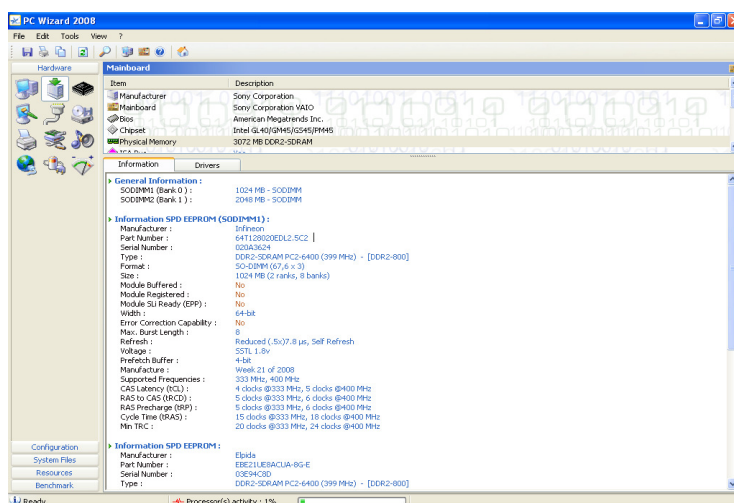 PC Wizard 2008
File Edit Tools View ?
Hardware
Mainboard
Item Description
Manufacturer Sony Corporation
Mainboard Sony Corporation VAIO
Bios American Megatrends Inc.
Chipset Intel GL40/GM45/GS45/PM45
Physical Memory 3072 MB DDR2-SDRAM
Information Drivers
General Information :
SODIMM1 (Bank 0 ) : 1024 MB - SODIMM
SODIMM2 (Bank 1 ) : 2048 MB - SODIMM
Information SPD EEPROM (SODIMM1) :
Manufacturer : Infineon
Part Number : 64T128020EDL2.5C2
Serial Number : 020A3624
Type : DDR2-SDRAM PC2-6400 (399 MHz) - [DDR2-800]
Format : SO-DIMM (67,6 x 3)
Size : 1024 MB (2 ranks, 8 banks)
Module Buffered : No
Module Registered : No
Module SLi Ready (EPP) : No
Width : 64-bit
Error Correction Capability : No
Max. Burst Length : 8
Refresh : Reduced (.5x)7.8 µs, Self Refresh
Voltage : SSTL 1.8v
Prefetch Buffer : 4-bit
Manufacture : Week 21 of 2008
Supported Frequencies : 333 MHz, 400 MHz
CAS Latency (tCL) : 4 clocks @333 MHz, 5 clocks @400 MHz
RAS to CAS (tRCD) : 5 clocks @333 MHz, 6 clocks @400 MHz
RAS Precharge (tRP) : 5 clocks @333 MHz, 6 clocks @400 MHz
Cycle Time (tRAS) : 15 clocks @333 MHz, 18 clocks @400 MHz
Min TRC : 20 clocks @333 MHz, 24 clocks @400 MHz
Information SPD EEPROM :
Manufacturer : Elpida
Part Number : EBE21UE8ACUA-8G-E
Serial Number : 03E94C8D
Type : DDR2-SDRAM PC2-6400 (399 MHz) - [DDR2-800]
Configuration
System Files
Resources
Benchmark
Ready Processor(s) activity : 1%